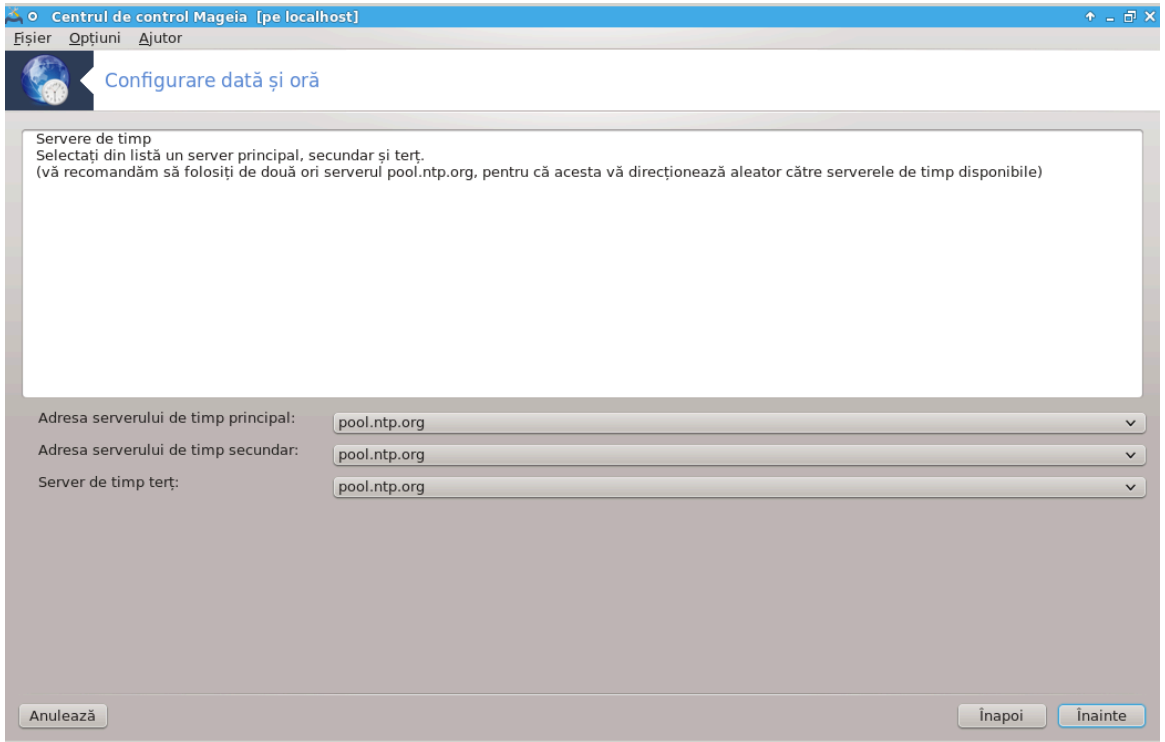 Centrul de control Mageia [pe localhost]
Fișier Opțiuni Ajutor
Configurare dată și oră
Servere de timp
Selectați din listă un server principal, secundar și terț.
(vă recomandăm să folosiți de două ori serverul pool.ntp.org, pentru că acesta vă direcționează aleator către serverele de timp disponibile)
Adresa serverului de timp principal: pool.ntp.org
Adresa serverului de timp secundar: pool.ntp.org
Server de timp terț: pool.ntp.org
Anulează Înapoi Înainte